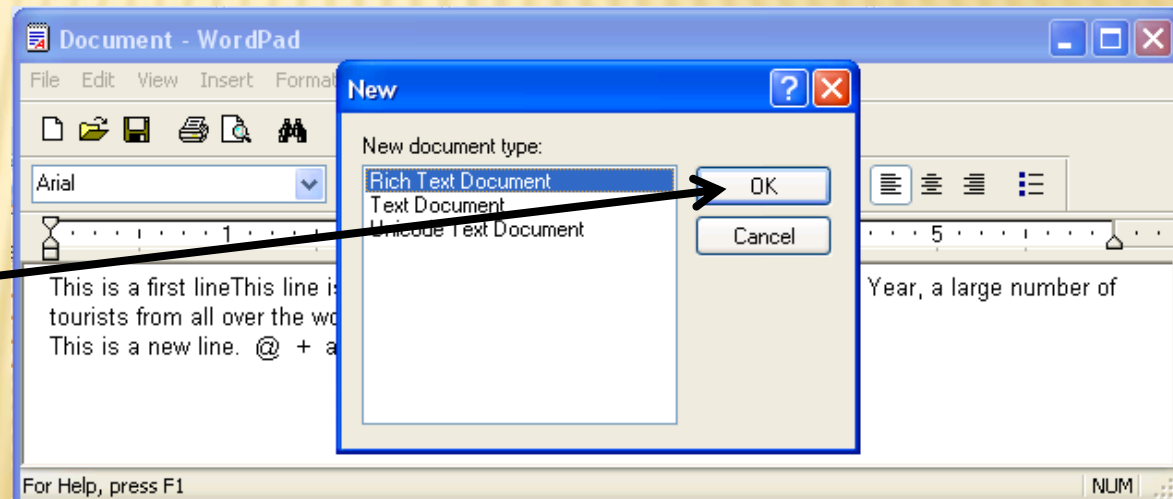 Document - WordPad
File Edit View Insert Format
New
New document type:
Rich Text Document
Text Document
Unicode Text Document
OK
Cancel
Arial
1
5
This is a first lineThis line is
Year, a large number of
tourists from all over the wo
This is a new line. @ + a
For Help, press F1
NUM